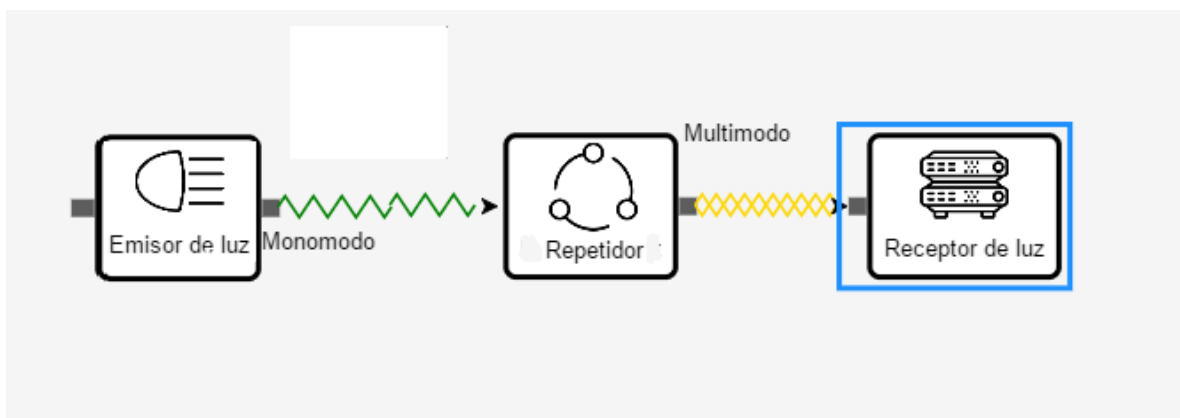 Emisor de luz
Monomodo
Repetidor
Multimodo
Receptor de luz